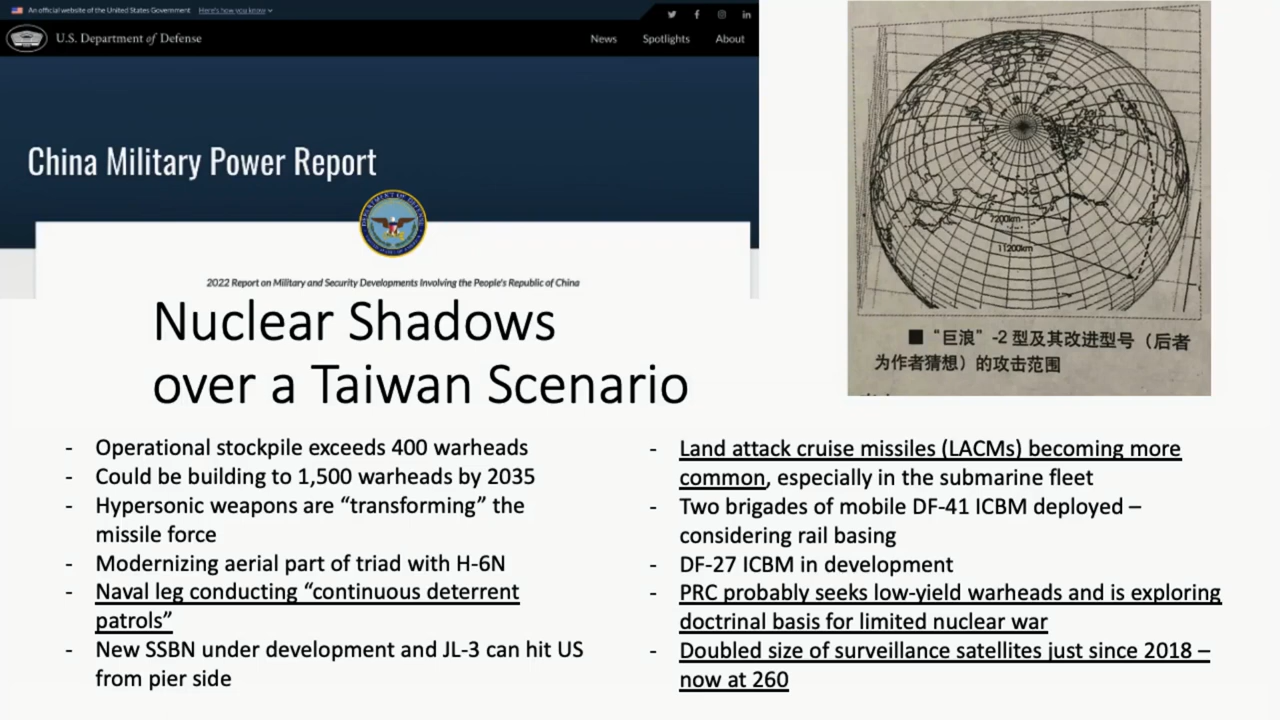 An official website of the United States Government Here's how you know
U.S. Department of Defense
News Spotlights About
China Military Power Report
2022 Report on Military and Security Developments Involving the People's Republic of China
Nuclear Shadows
over a Taiwan Scenario
7200km
11200km
■ “巨浪”-2 型及其改进型号（后者
为作者猜想）的攻击范围
- Operational stockpile exceeds 400 warheads
- Could be building to 1,500 warheads by 2035
- Hypersonic weapons are “transforming” the
missile force
- Modernizing aerial part of triad with H-6N
- Naval leg conducting “continuous deterrent
patrols”
- New SSBN under development and JL-3 can hit US
from pier side
- Land attack cruise missiles (LACMs) becoming more
common, especially in the submarine fleet
- Two brigades of mobile DF-41 ICBM deployed –
considering rail basing
- DF-27 ICBM in development
- PRC probably seeks low-yield warheads and is exploring
doctrinal basis for limited nuclear war
- Doubled size of surveillance satellites just since 2018 –
now at 260